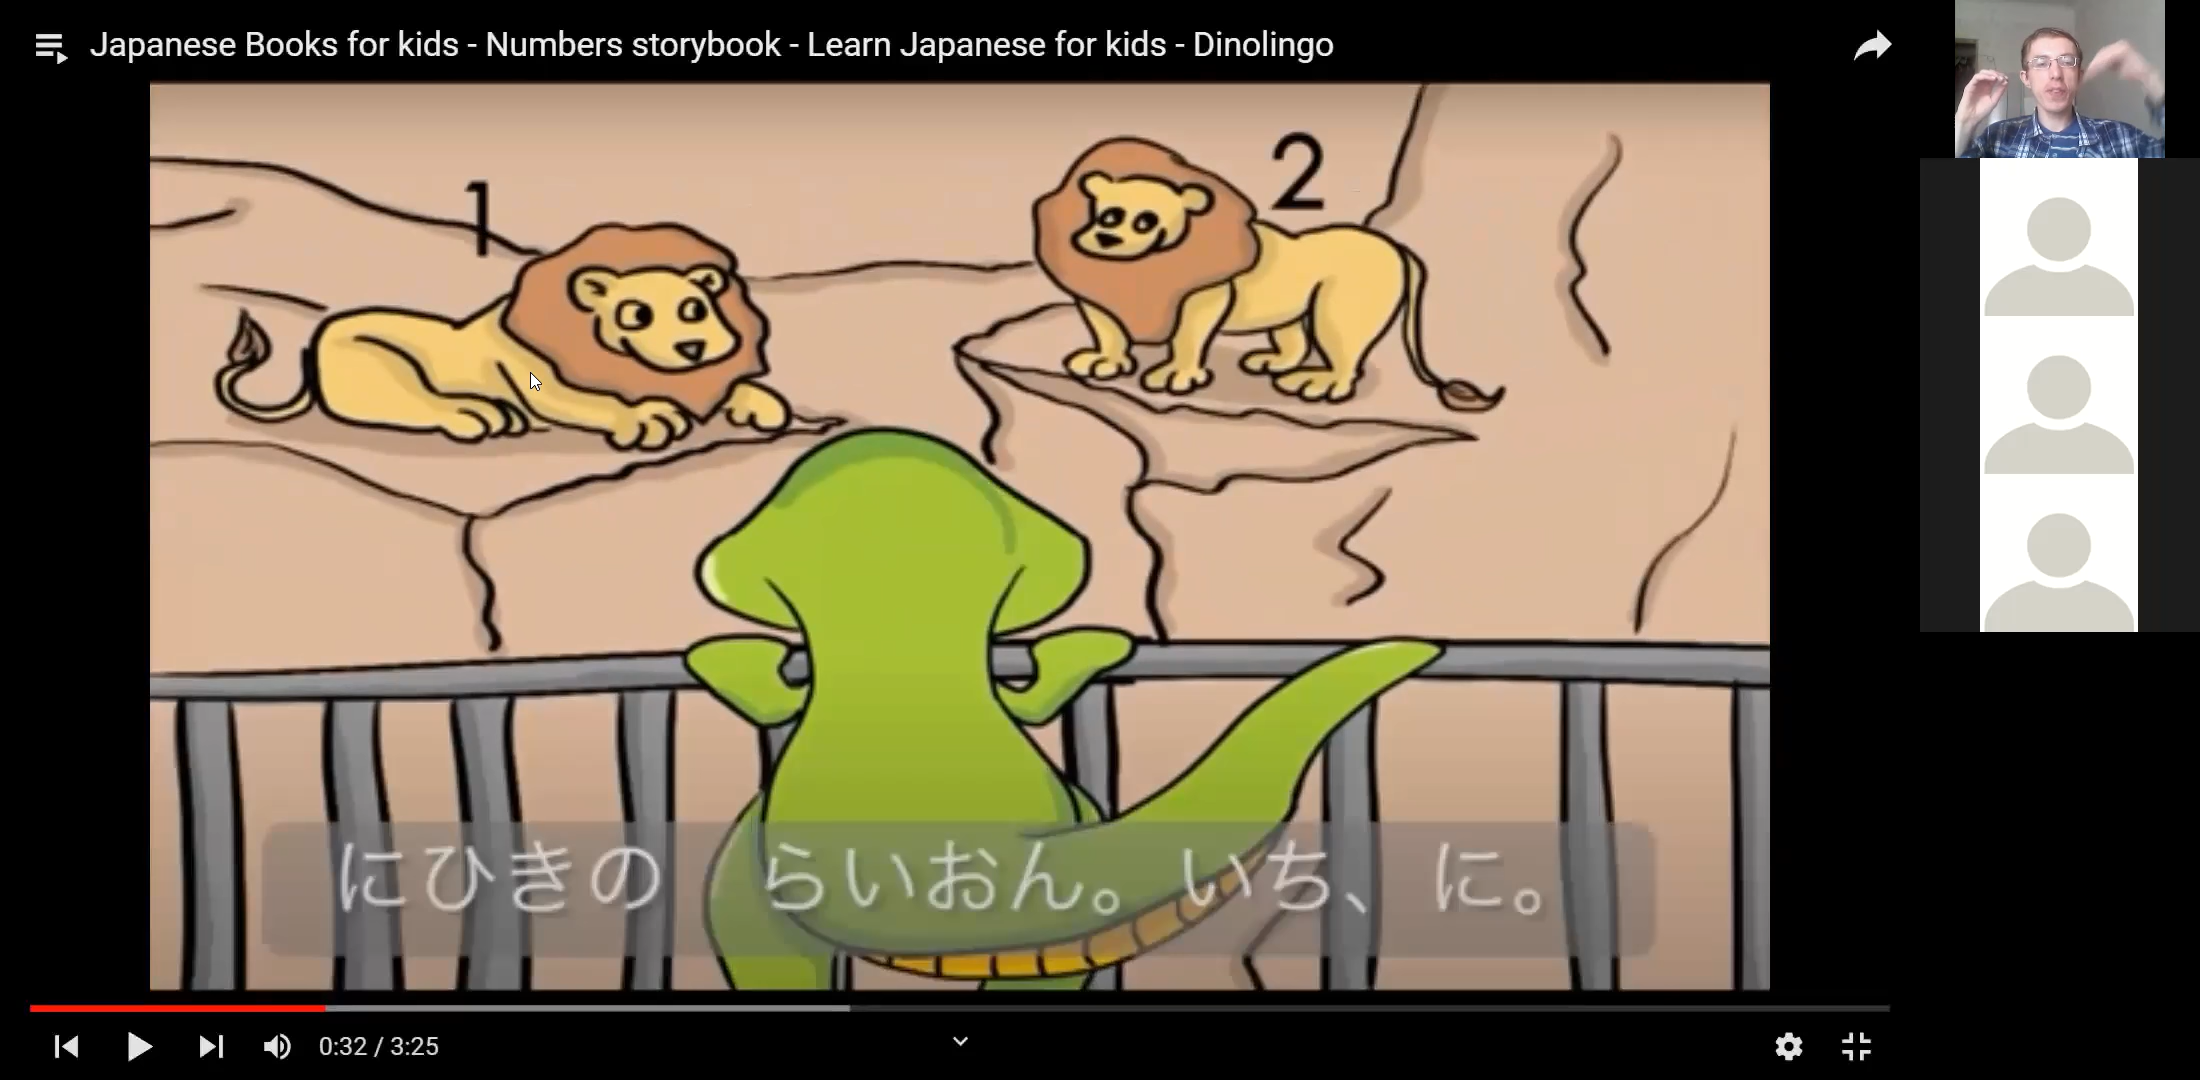 Japanese Books for kids - Numbers storybook - Learn Japanese for kids - Dinolingo
1
2
にひきの　らいおん。いち、に。
0:32 / 3:25